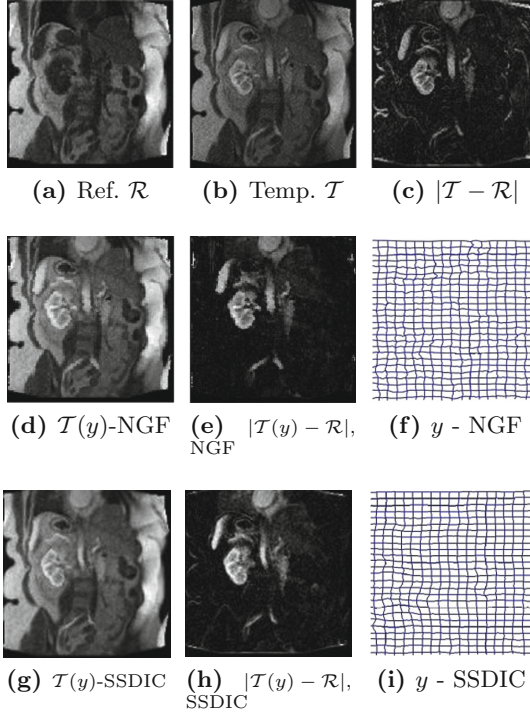 (a) Ref. R
(b) Temp. T
(c) |T − R|
(d) T(y)-NGF
(e) |T(y) − R|,
NGF
(f) y - NGF
(g) T(y)-SSDIC
(h) |T(y) − R|,
SSDIC
(i) y - SSDIC